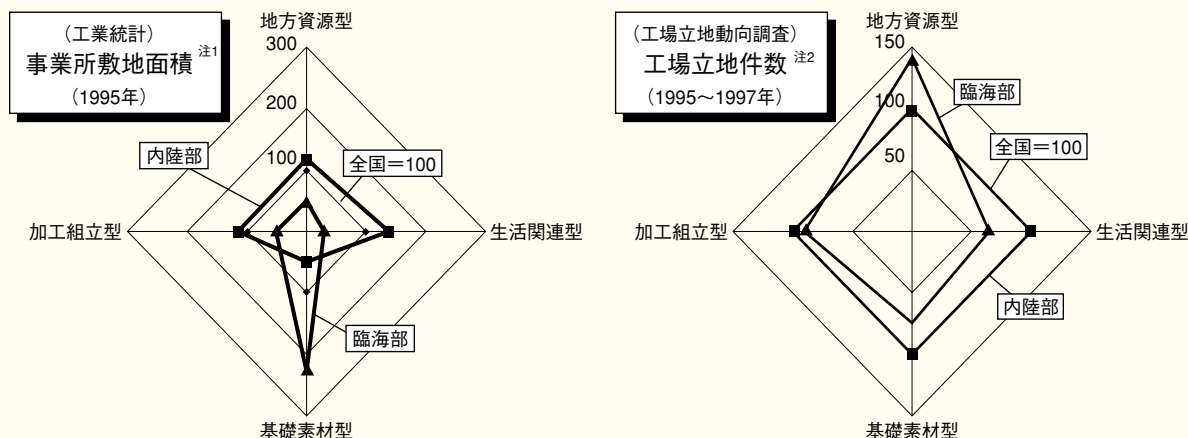 （工業統計）
事業所敷地面積 注1
（1995年）
地方資源型
300
200
100
内陸部
全国＝100
加工組立型
生活関連型
臨海部
基礎素材型
（工場立地動向調査）
工場立地件数 注2
（1995～1997年）
地方資源型
150
100
50
臨海部
全国＝100
加工組立型
生活関連型
内陸部
基礎素材型